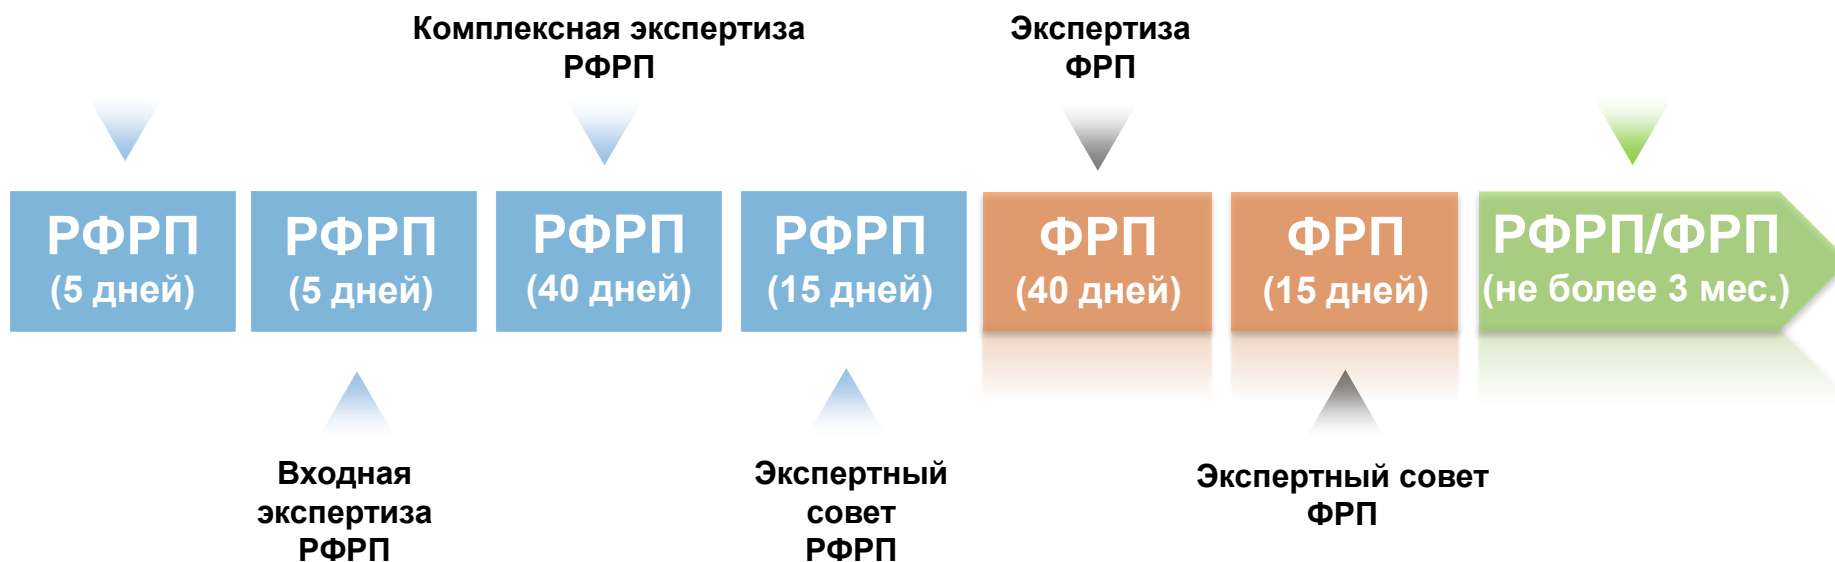 Комплексная экспертиза
РФРП
Экспертиза
ФРП
РФРП
(5 дней)
РФРП
(5 дней)
РФРП
(40 дней)
РФРП
(15 дней)
ФРП
(40 дней)
ФРП
(15 дней)
РФРП/ФРП
(не более 3 мес.)
Входная
экспертиза
РФРП
Экспертный
совет
РФРП
Экспертный совет
ФРП